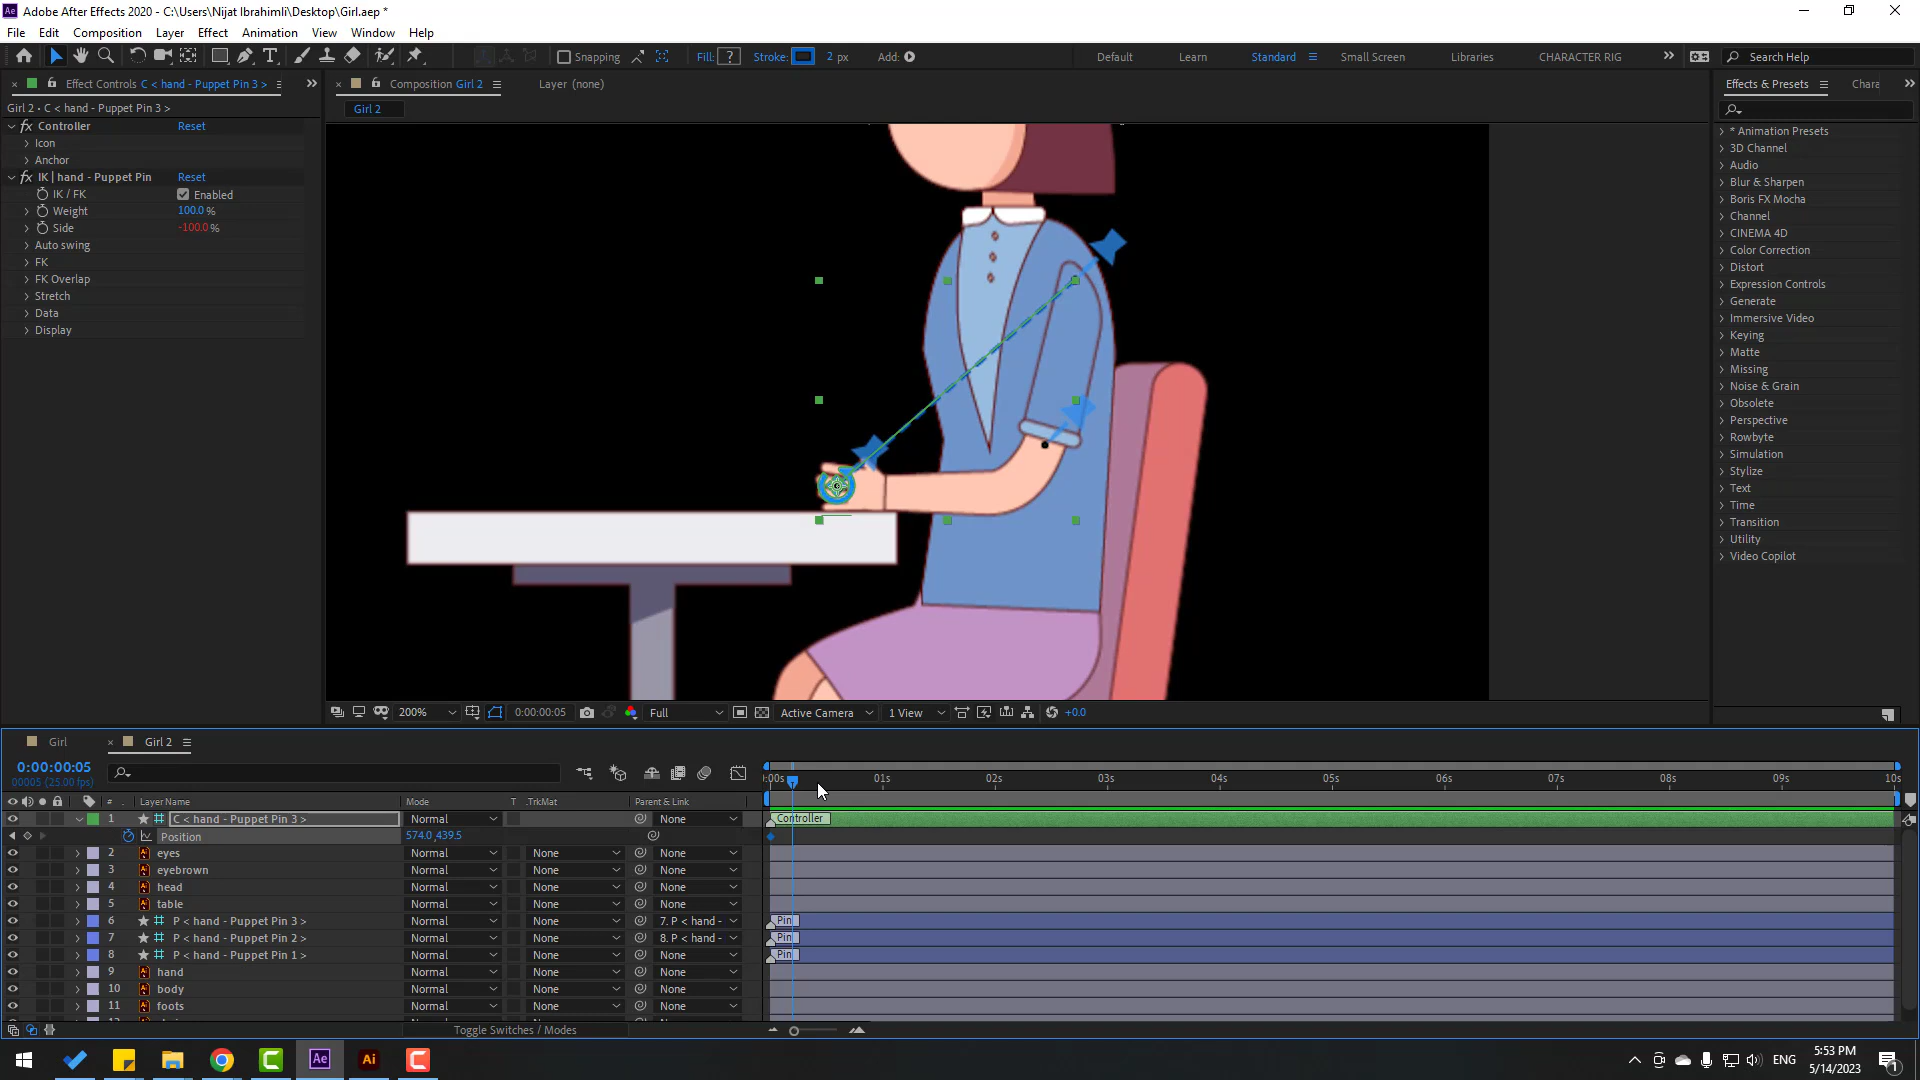 Adobe After Effects 2020 - C:\Users\Nijat Ibrahimli\Desktop\Girl.aep *
File Edit Composition Layer Effect Animation View Window Help
Snapping Fill: ? Stroke: 2 px Add: Default Learn Standard Small Screen Libraries CHARACTER RIG Search Help
Effect Controls C < hand - Puppet Pin 3 > Composition Girl 2 Layer (none) Effects & Presets Chara
Girl 2 • C < hand - Puppet Pin 3 > Girl 2
fx Controller Reset
Icon
Anchor
fx IK | hand - Puppet Pin Reset
IK / FK Enabled
Weight 100.0 %
Side -100.0 %
Auto swing
FK
FK Overlap
Stretch
Data
Display
* Animation Presets
3D Channel
Audio
Blur & Sharpen
Boris FX Mocha
Channel
CINEMA 4D
Color Correction
Distort
Expression Controls
Generate
Immersive Video
Keying
Matte
Missing
Noise & Grain
Obsolete
Perspective
Rowbyte
Simulation
Stylize
Text
Time
Transition
Utility
Video Copilot
200% 0:00:00:05 Full Active Camera 1 View +0.0
Girl Girl 2
0:00:00:05
00005 (25.00 fps)
:00s 01s 02s 03s 04s 05s 06s 07s 08s 09s 10s
# Layer Name Mode T .TrkMat Parent & Link
1 C < hand - Puppet Pin 3 > Normal None Controller
Position 574.0,439.5
2 eyes Normal None None
3 eyebrown Normal None None
4 head Normal None None
5 table Normal None None
6 P < hand - Puppet Pin 3 > Normal None 7. P < hand - Pin
7 P < hand - Puppet Pin 2 > Normal None 8. P < hand - Pin
8 P < hand - Puppet Pin 1 > Normal None None Pin
9 hand Normal None None
10 body Normal None None
11 foots Normal None None
Toggle Switches / Modes
Ae Ai ENG 5:53 PM
5/14/2023 1